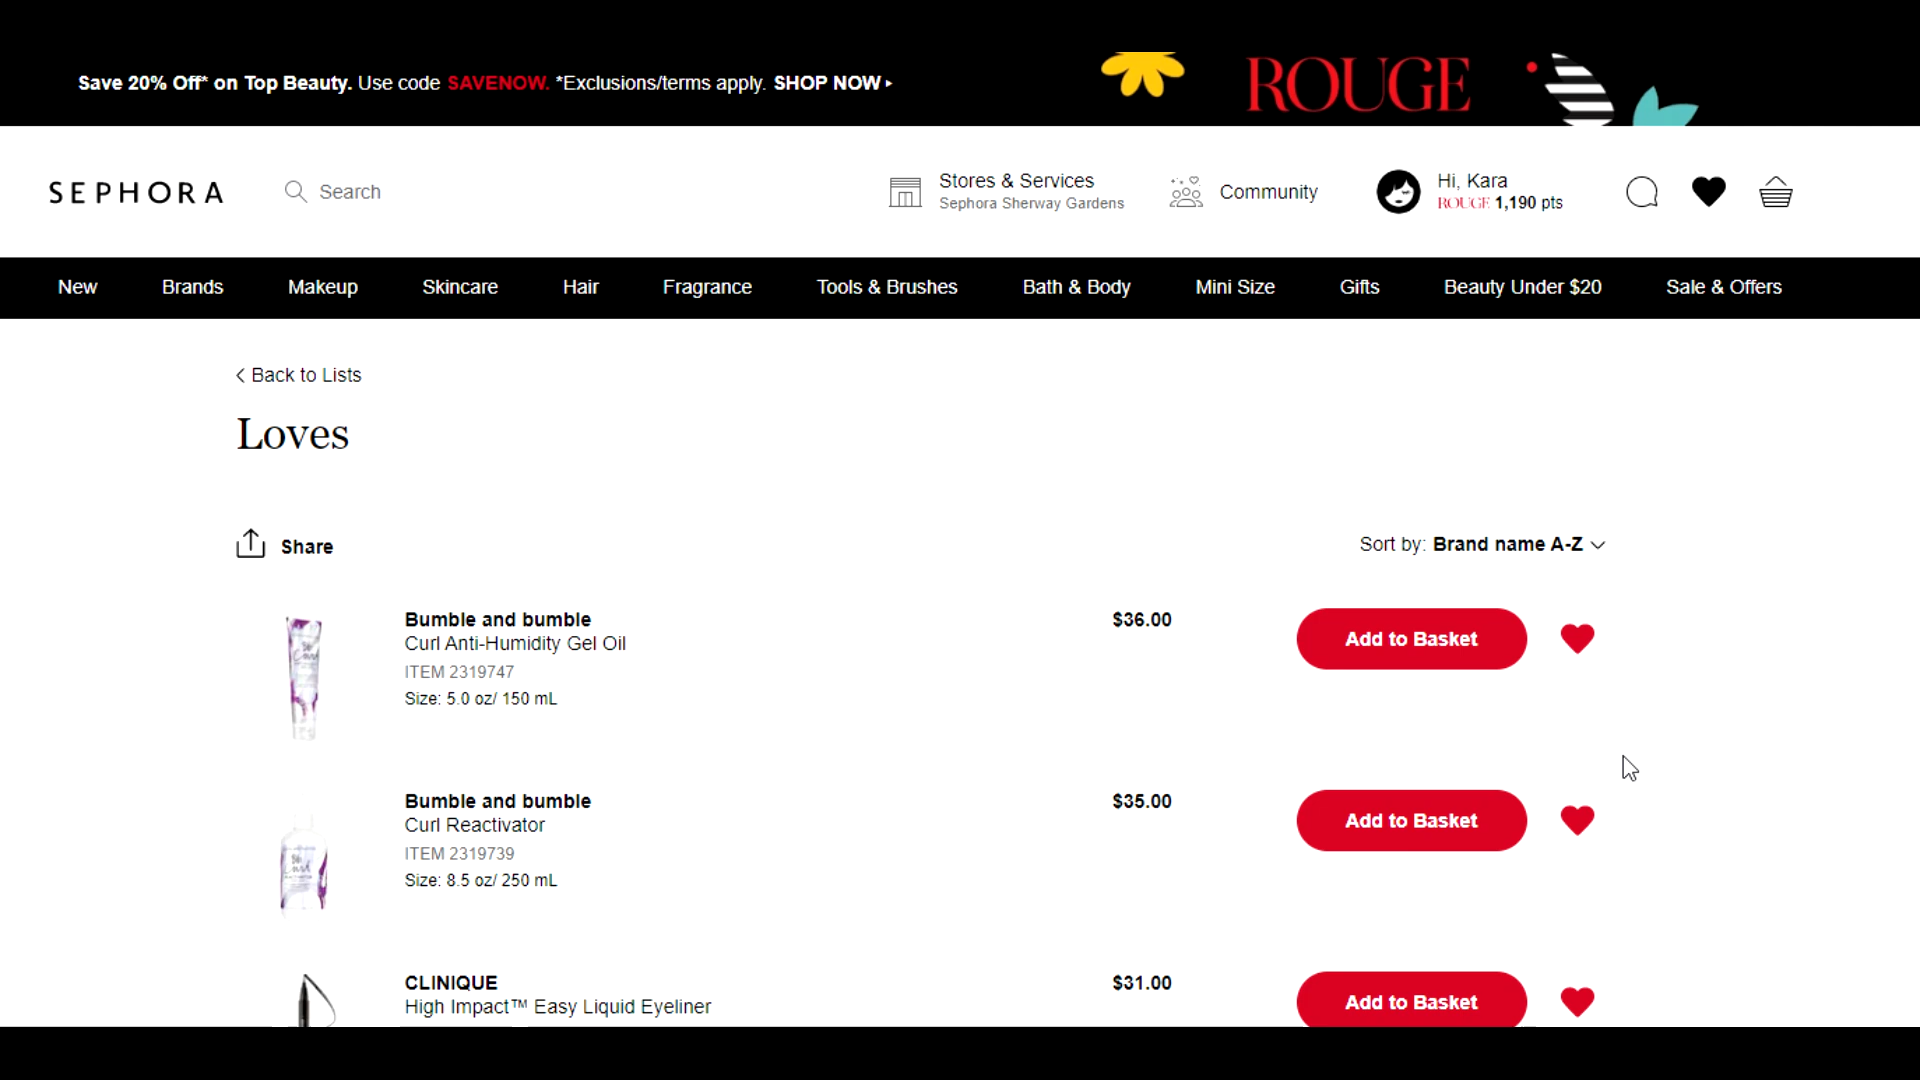 Save 20% Off* on Top Beauty. Use code SAVENOW. *Exclusions/terms apply. SHOP NOW▸
ROUGE
SEPHORA
Search
Stores & Services
Sephora Sherway Gardens
Community
Hi, Kara
ROUGE 1,190 pts
New Brands Makeup Skincare Hair Fragrance Tools & Brushes Bath & Body Mini Size Gifts Beauty Under $20 Sale & Offers
Back to Lists
Loves
Share
Sort by: Brand name A-Z
Bumble and bumble
Curl Anti-Humidity Gel Oil
ITEM 2319747
Size: 5.0 oz/ 150 mL
$36.00
Add to Basket
Bumble and bumble
Curl Reactivator
ITEM 2319739
Size: 8.5 oz/ 250 mL
$35.00
Add to Basket
CLINIQUE
High Impact™ Easy Liquid Eyeliner
$31.00
Add to Basket